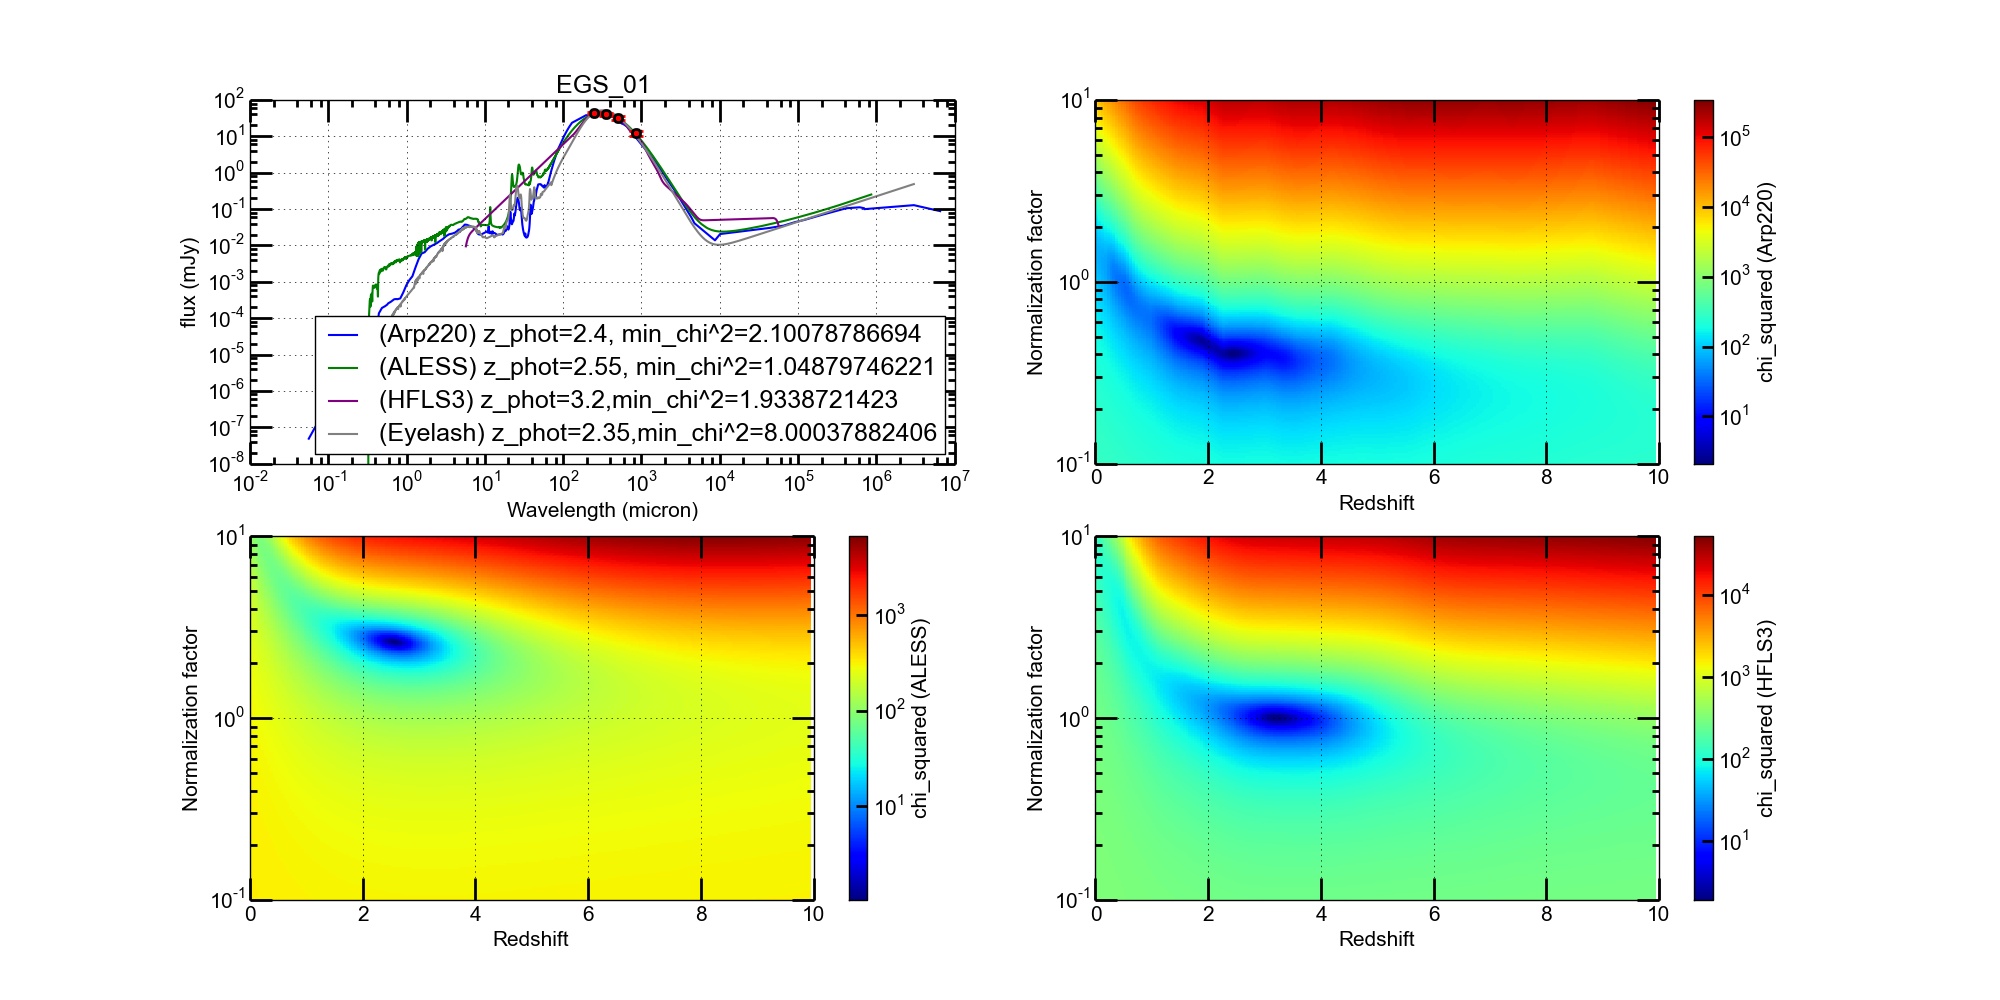 EGS_01
10^2
10^1
10^0
10^-1
10^-2
10^-3
10^-4
10^-5
10^-6
10^-7
10^-8
flux (mJy)
(Arp220) z_phot=2.4, min_chi^2=2.10078786694
(ALESS) z_phot=2.55, min_chi^2=1.04879746221
(HFLS3) z_phot=3.2,min_chi^2=1.9338721423
(Eyelash) z_phot=2.35,min_chi^2=8.00037882406
10^-2 10^-1 10^0 10^1 10^2 10^3 10^4 10^5 10^6 10^7
Wavelength (micron)
10^1
10^0
10^-1
Normalization factor
0 2 4 6 8 10
Redshift
10^5
10^4
10^3
10^2
10^1
chi_squared (Arp220)
10^1
10^0
10^-1
Normalization factor
0 2 4 6 8 10
Redshift
10^3
10^2
10^1
chi_squared (ALESS)
10^1
10^0
10^-1
Normalization factor
0 2 4 6 8 10
Redshift
10^4
10^3
10^2
10^1
chi_squared (HFLS3)